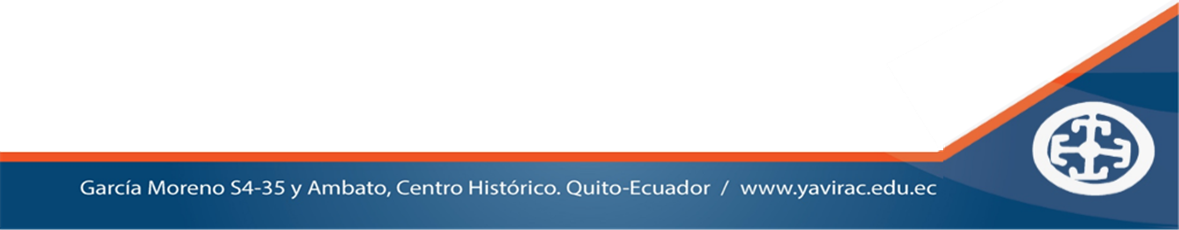 García Moreno S4-35 y Ambato, Centro Histórico. Quito-Ecuador / www.yavirac.edu.ec